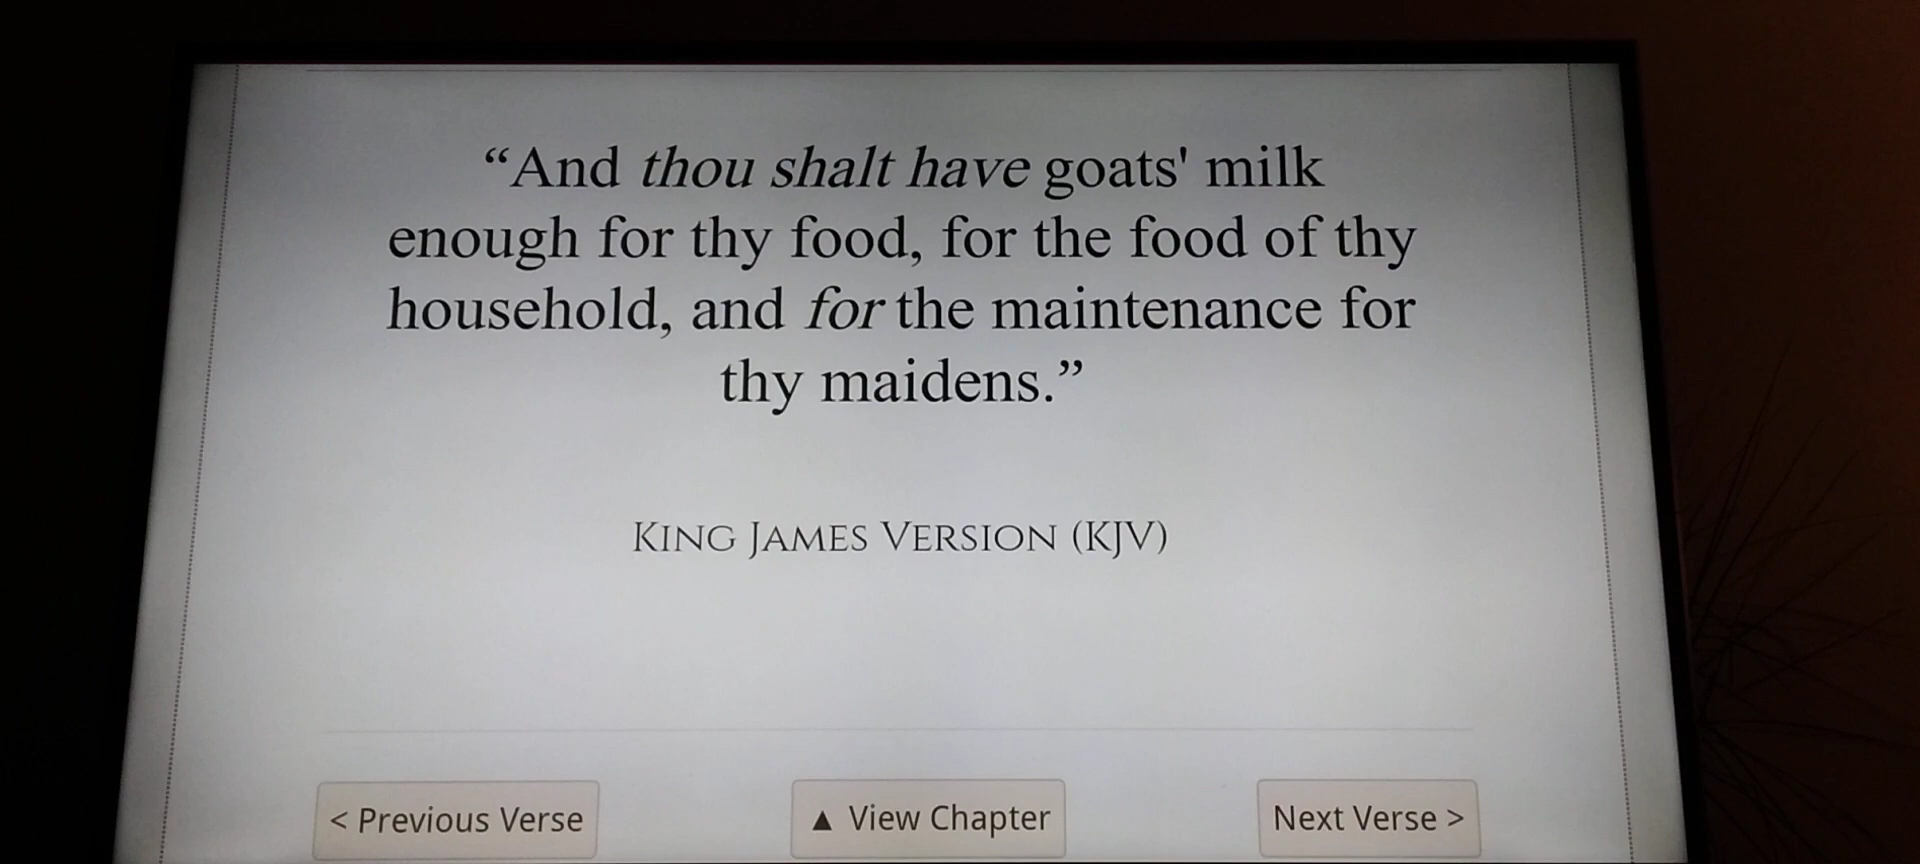 “And thou shalt have goats' milk
enough for thy food, for the food of thy
household, and for the maintenance for
thy maidens.”
KING JAMES VERSION (KJV)
< Previous Verse
▲ View Chapter
Next Verse >